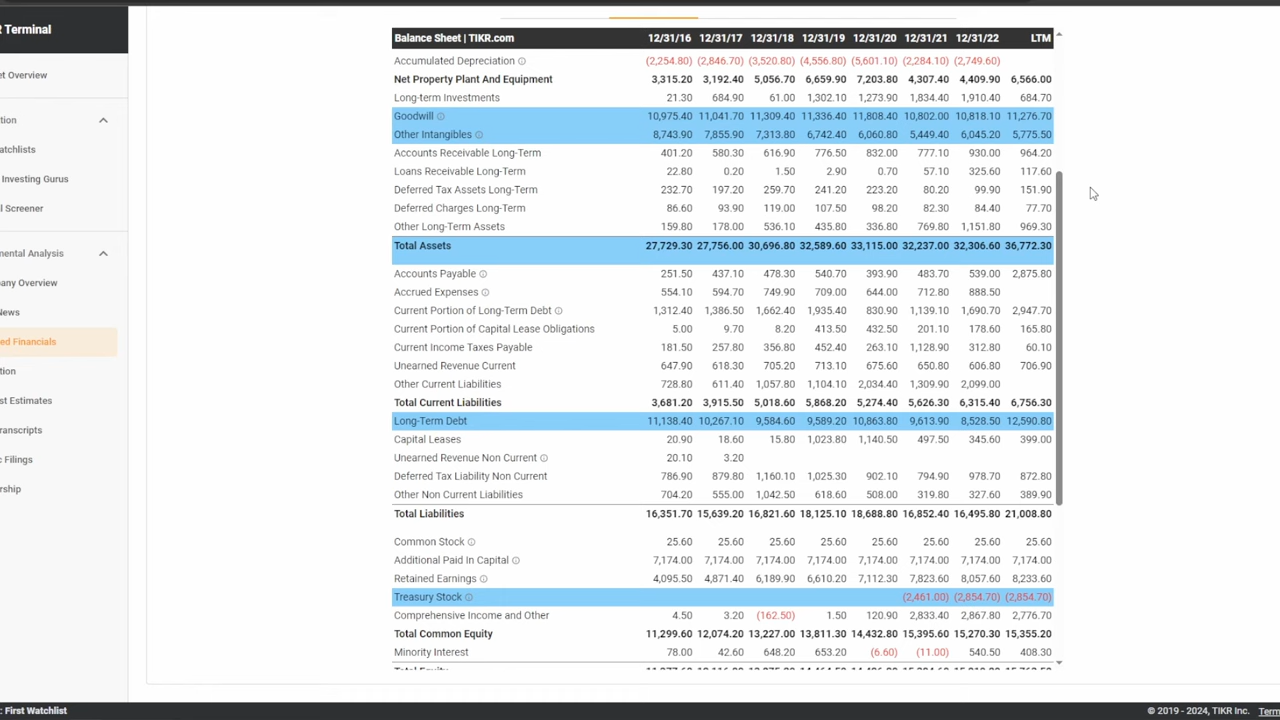 Terminal
Balance Sheet | TIKR.com 12/31/16 12/31/17 12/31/18 12/31/19 12/31/20 12/31/21 12/31/22 LTM
Accumulated Depreciation (2,254.80) (2,846.70) (3,520.80) (4,556.80) (5,601.10) (2,284.10) (2,749.60)
et Overview
Net Property Plant And Equipment 3,315.20 3,192.40 5,056.70 6,659.90 7,203.80 4,307.40 4,409.90 6,566.00
Long-term Investments 21.30 684.90 61.00 1,302.10 1,273.90 1,834.40 1,910.40 684.70
tion
Goodwill 10,975.40 11,041.70 11,309.40 11,336.40 11,808.40 10,802.00 10,818.10 11,276.70
Other Intangibles 8,743.90 7,855.90 7,313.80 6,742.40 6,060.80 5,449.40 6,045.20 5,775.50
atchlists
Accounts Receivable Long-Term 401.20 580.30 616.90 776.50 832.00 777.10 930.00 964.20
Loans Receivable Long-Term 22.80 0.20 1.50 2.90 0.70 57.10 325.60 117.60
Investing Gurus
Deferred Tax Assets Long-Term 232.70 197.20 259.70 241.20 223.20 80.20 99.90 151.90
l Screener
Deferred Charges Long-Term 86.60 93.90 119.00 107.50 98.20 82.30 84.40 77.70
Other Long-Term Assets 159.80 178.00 536.10 435.80 336.80 769.80 1,151.80 969.30
Total Assets 27,729.30 27,756.00 30,696.80 32,589.60 33,115.00 32,237.00 32,306.60 36,772.30
mental Analysis
Accounts Payable 251.50 437.10 478.30 540.70 393.90 483.70 539.00 2,875.80
any Overview
Accrued Expenses 554.10 594.70 749.90 709.00 644.00 712.80 888.50
News
Current Portion of Long-Term Debt 1,312.40 1,386.50 1,662.40 1,935.40 830.90 1,139.10 1,690.70 2,947.70
Current Portion of Capital Lease Obligations 5.00 9.70 8.20 413.50 432.50 201.10 178.60 165.80
ed Financials
Current Income Taxes Payable 181.50 257.80 356.80 452.40 263.10 1,128.90 312.80 60.10
Unearned Revenue Current 647.90 618.30 705.20 713.10 675.60 650.80 606.80 706.90
tion
Other Current Liabilities 728.80 611.40 1,057.80 1,104.10 2,034.40 1,309.90 2,099.00
st Estimates
Total Current Liabilities 3,681.20 3,915.50 5,018.60 5,868.20 5,274.40 5,626.30 6,315.40 6,756.30
Long-Term Debt 11,138.40 10,267.10 9,584.60 9,589.20 10,863.80 9,613.90 8,528.50 12,590.80
ranscripts
Capital Leases 20.90 18.60 15.80 1,023.80 1,140.50 497.50 345.60 399.00
Unearned Revenue Non Current 20.10 3.20
c Filings
Deferred Tax Liability Non Current 786.90 879.80 1,160.10 1,025.30 902.10 794.90 978.70 872.80
rship
Other Non Current Liabilities 704.20 555.00 1,042.50 618.60 508.00 319.80 327.60 389.90
Total Liabilities 16,351.70 15,639.20 16,821.60 18,125.10 18,688.80 16,852.40 16,495.80 21,008.80
Common Stock 25.60 25.60 25.60 25.60 25.60 25.60 25.60 25.60
Additional Paid In Capital 7,174.00 7,174.00 7,174.00 7,174.00 7,174.00 7,174.00 7,174.00 7,174.00
Retained Earnings 4,095.50 4,871.40 6,189.90 6,610.20 7,112.30 7,823.60 8,057.60 8,233.60
Treasury Stock (2,461.00) (2,854.70) (2,854.70)
Comprehensive Income and Other 4.50 3.20 (162.50) 1.50 120.90 2,833.40 2,867.80 2,776.70
Total Common Equity 11,299.60 12,074.20 13,227.00 13,811.30 14,432.80 15,395.60 15,270.30 15,355.20
Minority Interest 78.00 42.60 648.20 653.20 (6.60) (11.00) 540.50 408.30
: First Watchlist
© 2019 - 2024, TIKR Inc. Term